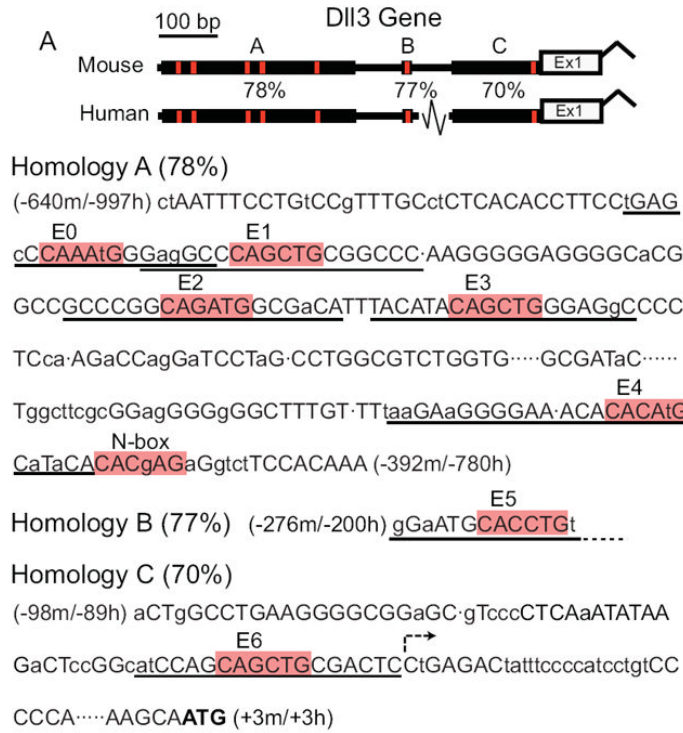 Dll3 Gene
100 bp
A
A B C
Mouse Ex1
78% 77% 70%
Human Ex1
Homology A (78%)
(-640m/-997h) ctAATTTCCTGtCCgTTTGCctCTCACACCTTCCtGAG
E0 E1
cCCAAAtGGGagGCCCAGCTGCGGCCC·AAGGGGGAGGGGCaCG
E2 E3
GCCGCCCGGCAGATGGCGaCATTTACATACAGCTGGGAGgCCCC
TCca·AGaCCagGaTCCTaG·CCTGGCGTCTGGTG·····GCGATaC······
E4
TggcttcgcGGagGGGgGGCTTTGT·TTtaaGAaGGGGAA·ACACACAtG
N-box
CaTaCACACgAGaGgtctTCCACAAA (-392m/-780h)
E5
Homology B (77%) (-276m/-200h) gGaATGCACCTGt
Homology C (70%)
(-98m/-89h) aCTgGCCTGAAGGGGCGGaGC·gTcccCTCAaATATAA
E6
GaCTccGGcatCCAGCAGCTGCGACTCCtGAGACtatttccccatcctgtCC
CCCA·····AAGCAATG (+3m/+3h)